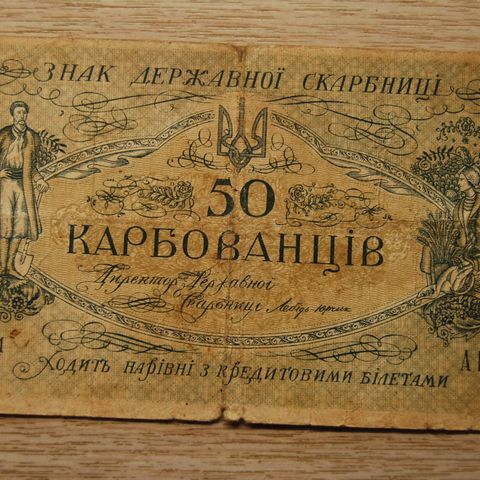 ЗНАК ДЕРЖАВНОЇ СКАРБНИЦІ
50
КАРБОВАНЦІВ
Директор Державної
Скарбниці Лебідь-Юрчик
А
ХОДИТЬ НАРІВНІ З КРЕДИТОВИМИ БІЛЕТАМИ